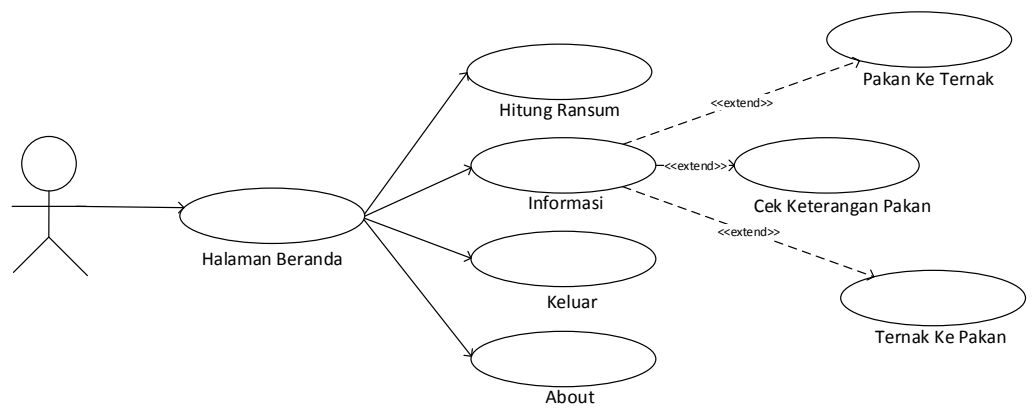 Pakan Ke Ternak
Hitung Ransum
<<extend>>
Informasi
<<extend>>
Cek Keterangan Pakan
<<extend>>
Halaman Beranda
Keluar
Ternak Ke Pakan
About